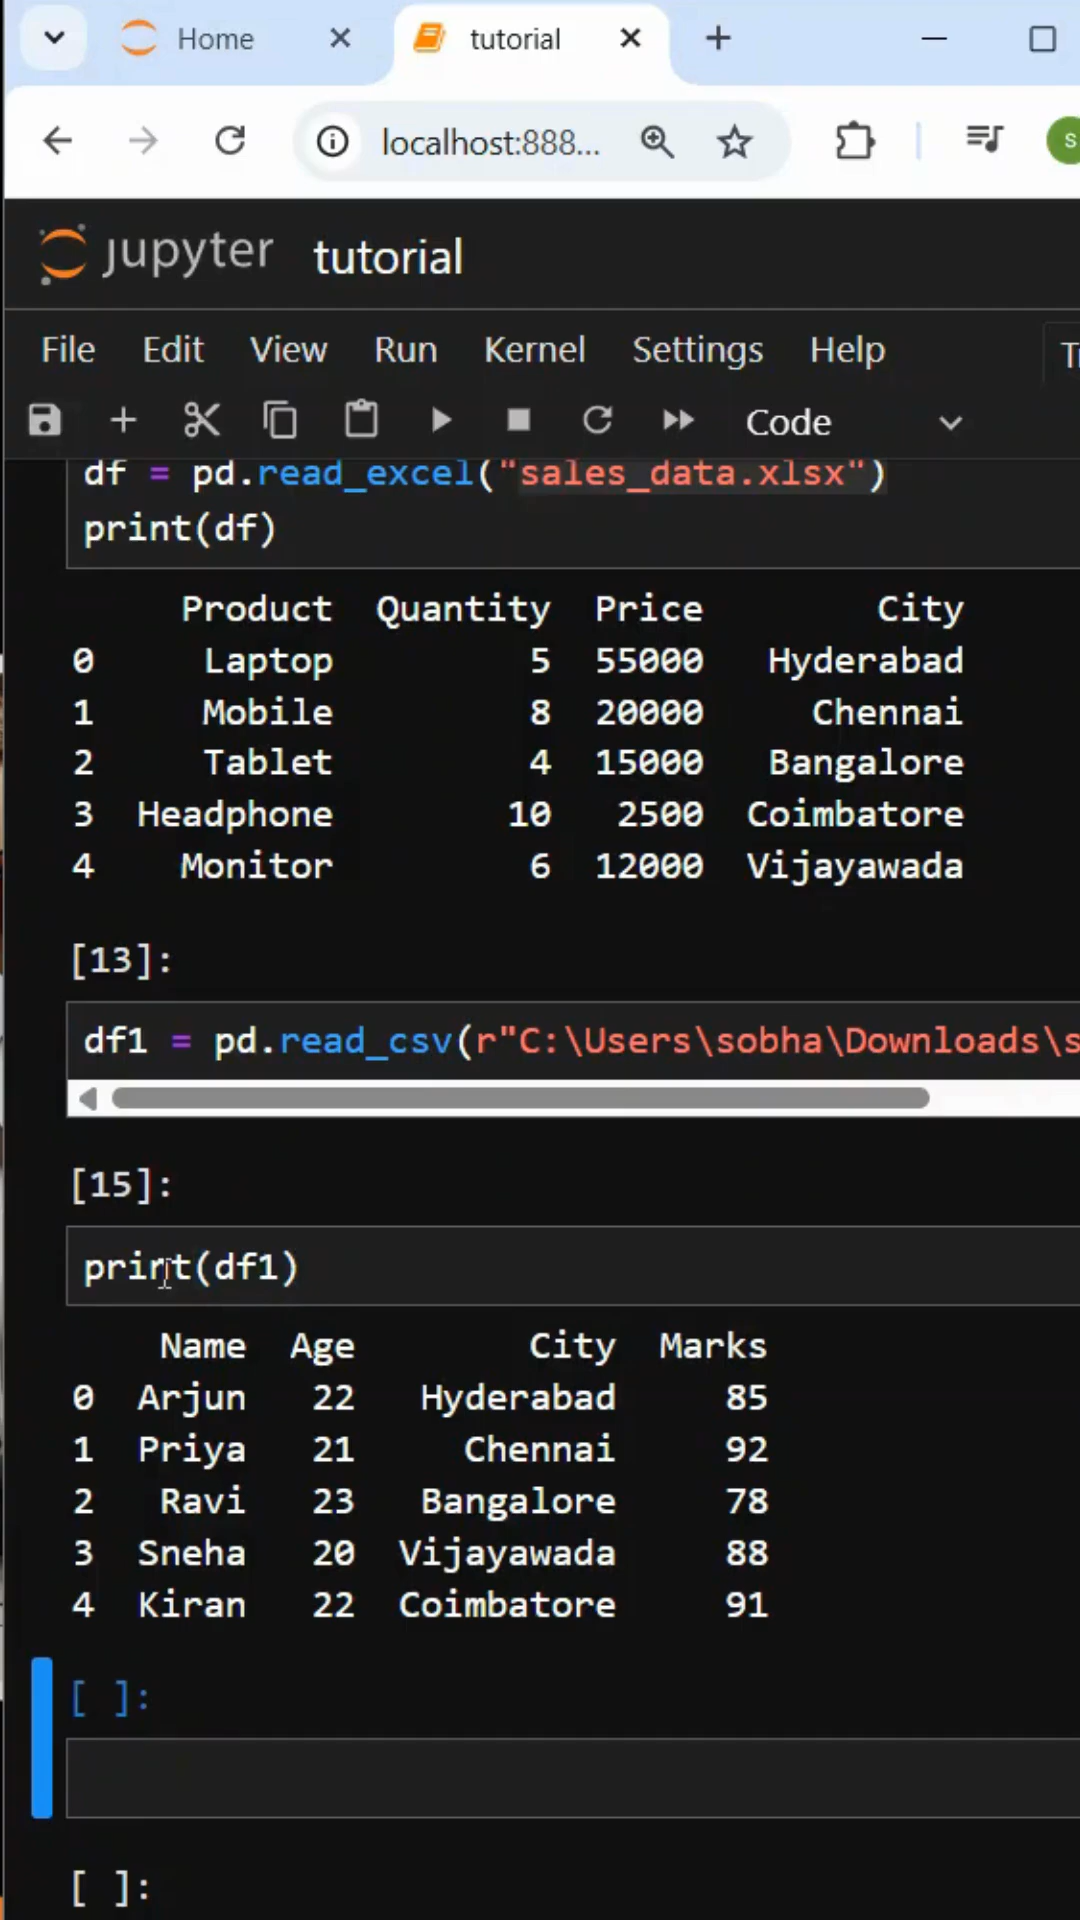 Home
tutorial
localhost:888...
S
jupyter tutorial
File Edit View Run Kernel Settings Help T
Code
df = pd.read_excel("sales_data.xlsx")
print(df)
Product Quantity Price City
0 Laptop 5 55000 Hyderabad
1 Mobile 8 20000 Chennai
2 Tablet 4 15000 Bangalore
3 Headphone 10 2500 Coimbatore
4 Monitor 6 12000 Vijayawada
[13]:
df1 = pd.read_csv(r"C:\Users\sobha\Downloads\s
[15]:
print(df1)
Name Age City Marks
0 Arjun 22 Hyderabad 85
1 Priya 21 Chennai 92
2 Ravi 23 Bangalore 78
3 Sneha 20 Vijayawada 88
4 Kiran 22 Coimbatore 91
[ ]:
[ ]: